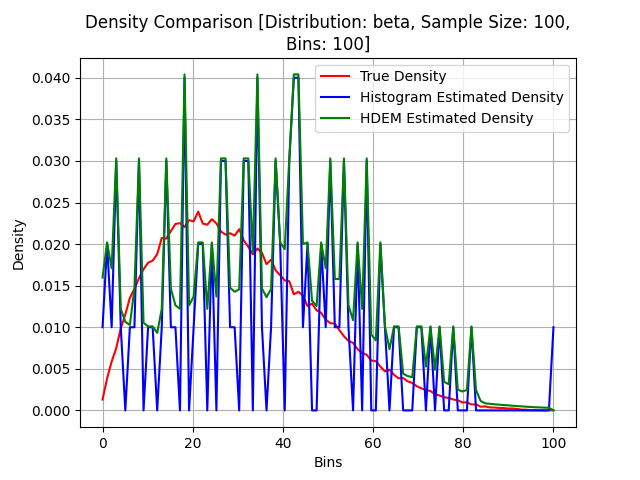 Density Comparison [Distribution: beta, Sample Size: 100,
Bins: 100]
True Density
Histogram Estimated Density
HDEM Estimated Density
Density
0.040
0.035
0.030
0.025
0.020
0.015
0.010
0.005
0.000
0 20 40 60 80 100
Bins